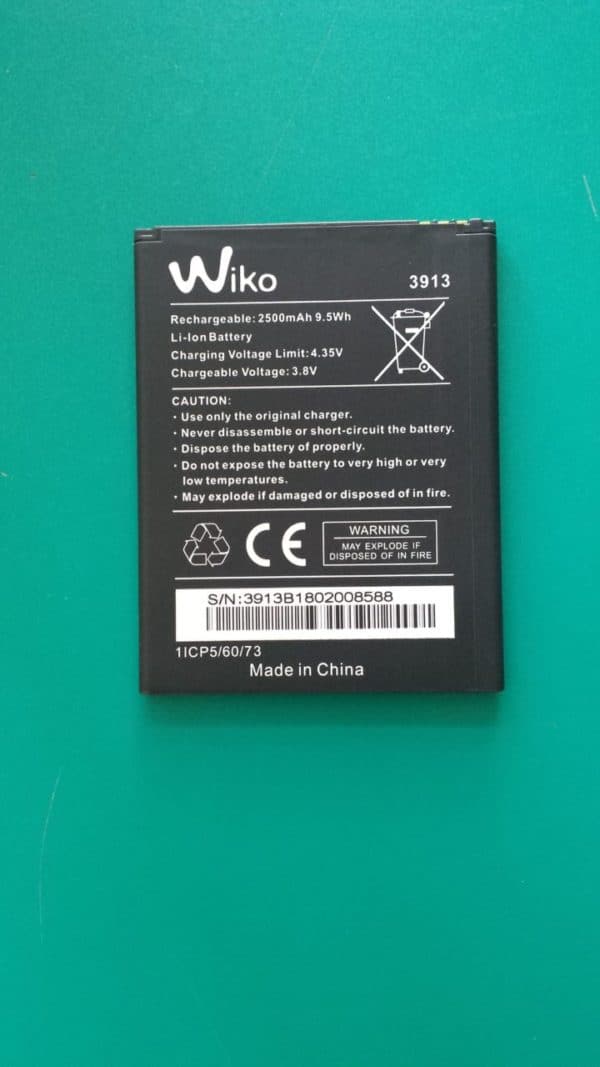 Wiko
3913
Rechargeable: 2500mAh 9.5Wh
Li-Ion Battery
Charging Voltage Limit: 4.35V
Chargeable Voltage: 3.8V
CAUTION:
· Use only the original charger.
· Never disassemble or short-circuit the battery.
· Dispose the battery of properly.
· Do not expose the battery to very high or very
low temperatures.
· May explode if damaged or disposed of in fire.
CE
WARNING
MAY EXPLODE IF
DISPOSED OF IN FIRE
S/N:3913B1802008588
1ICP5/60/73
Made in China